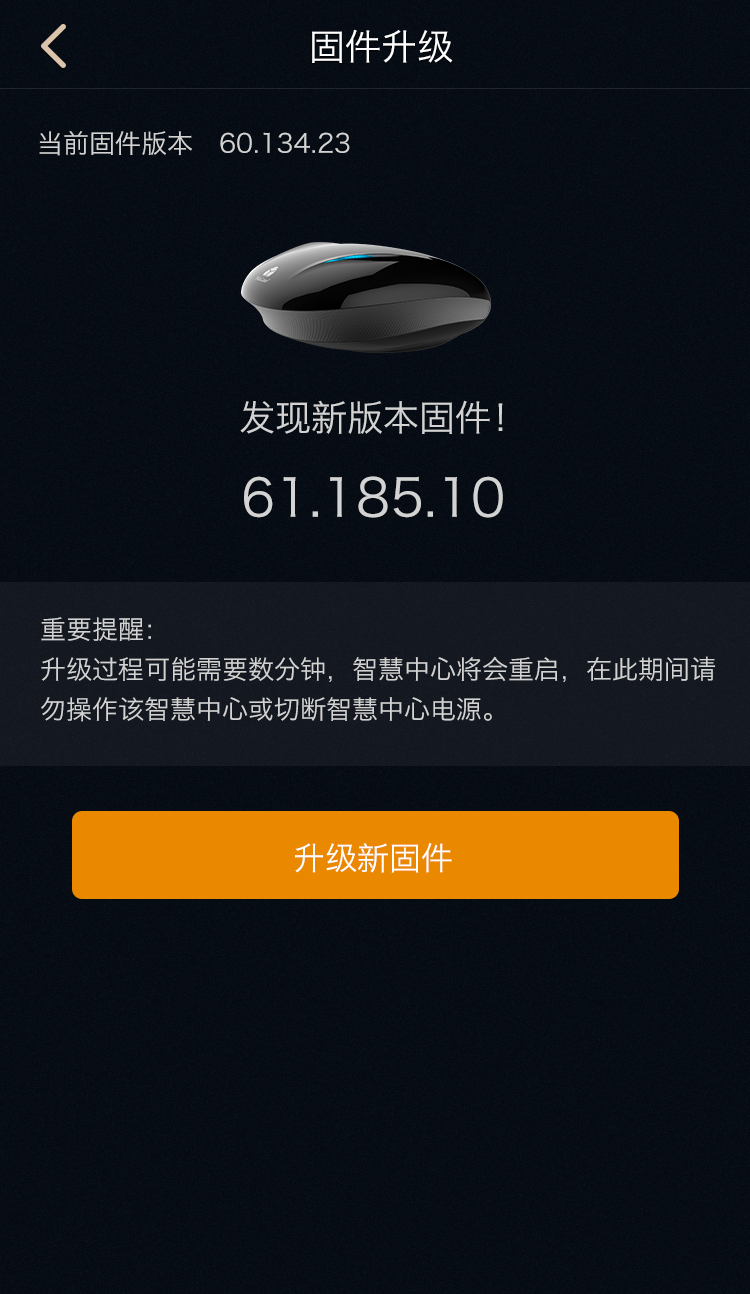 固件升级
当前固件版本 60.134.23
发现新版本固件！
61.185.10
重要提醒：
升级过程可能需要数分钟，智慧中心将会重启，在此期间请
勿操作该智慧中心或切断智慧中心电源。
升级新固件